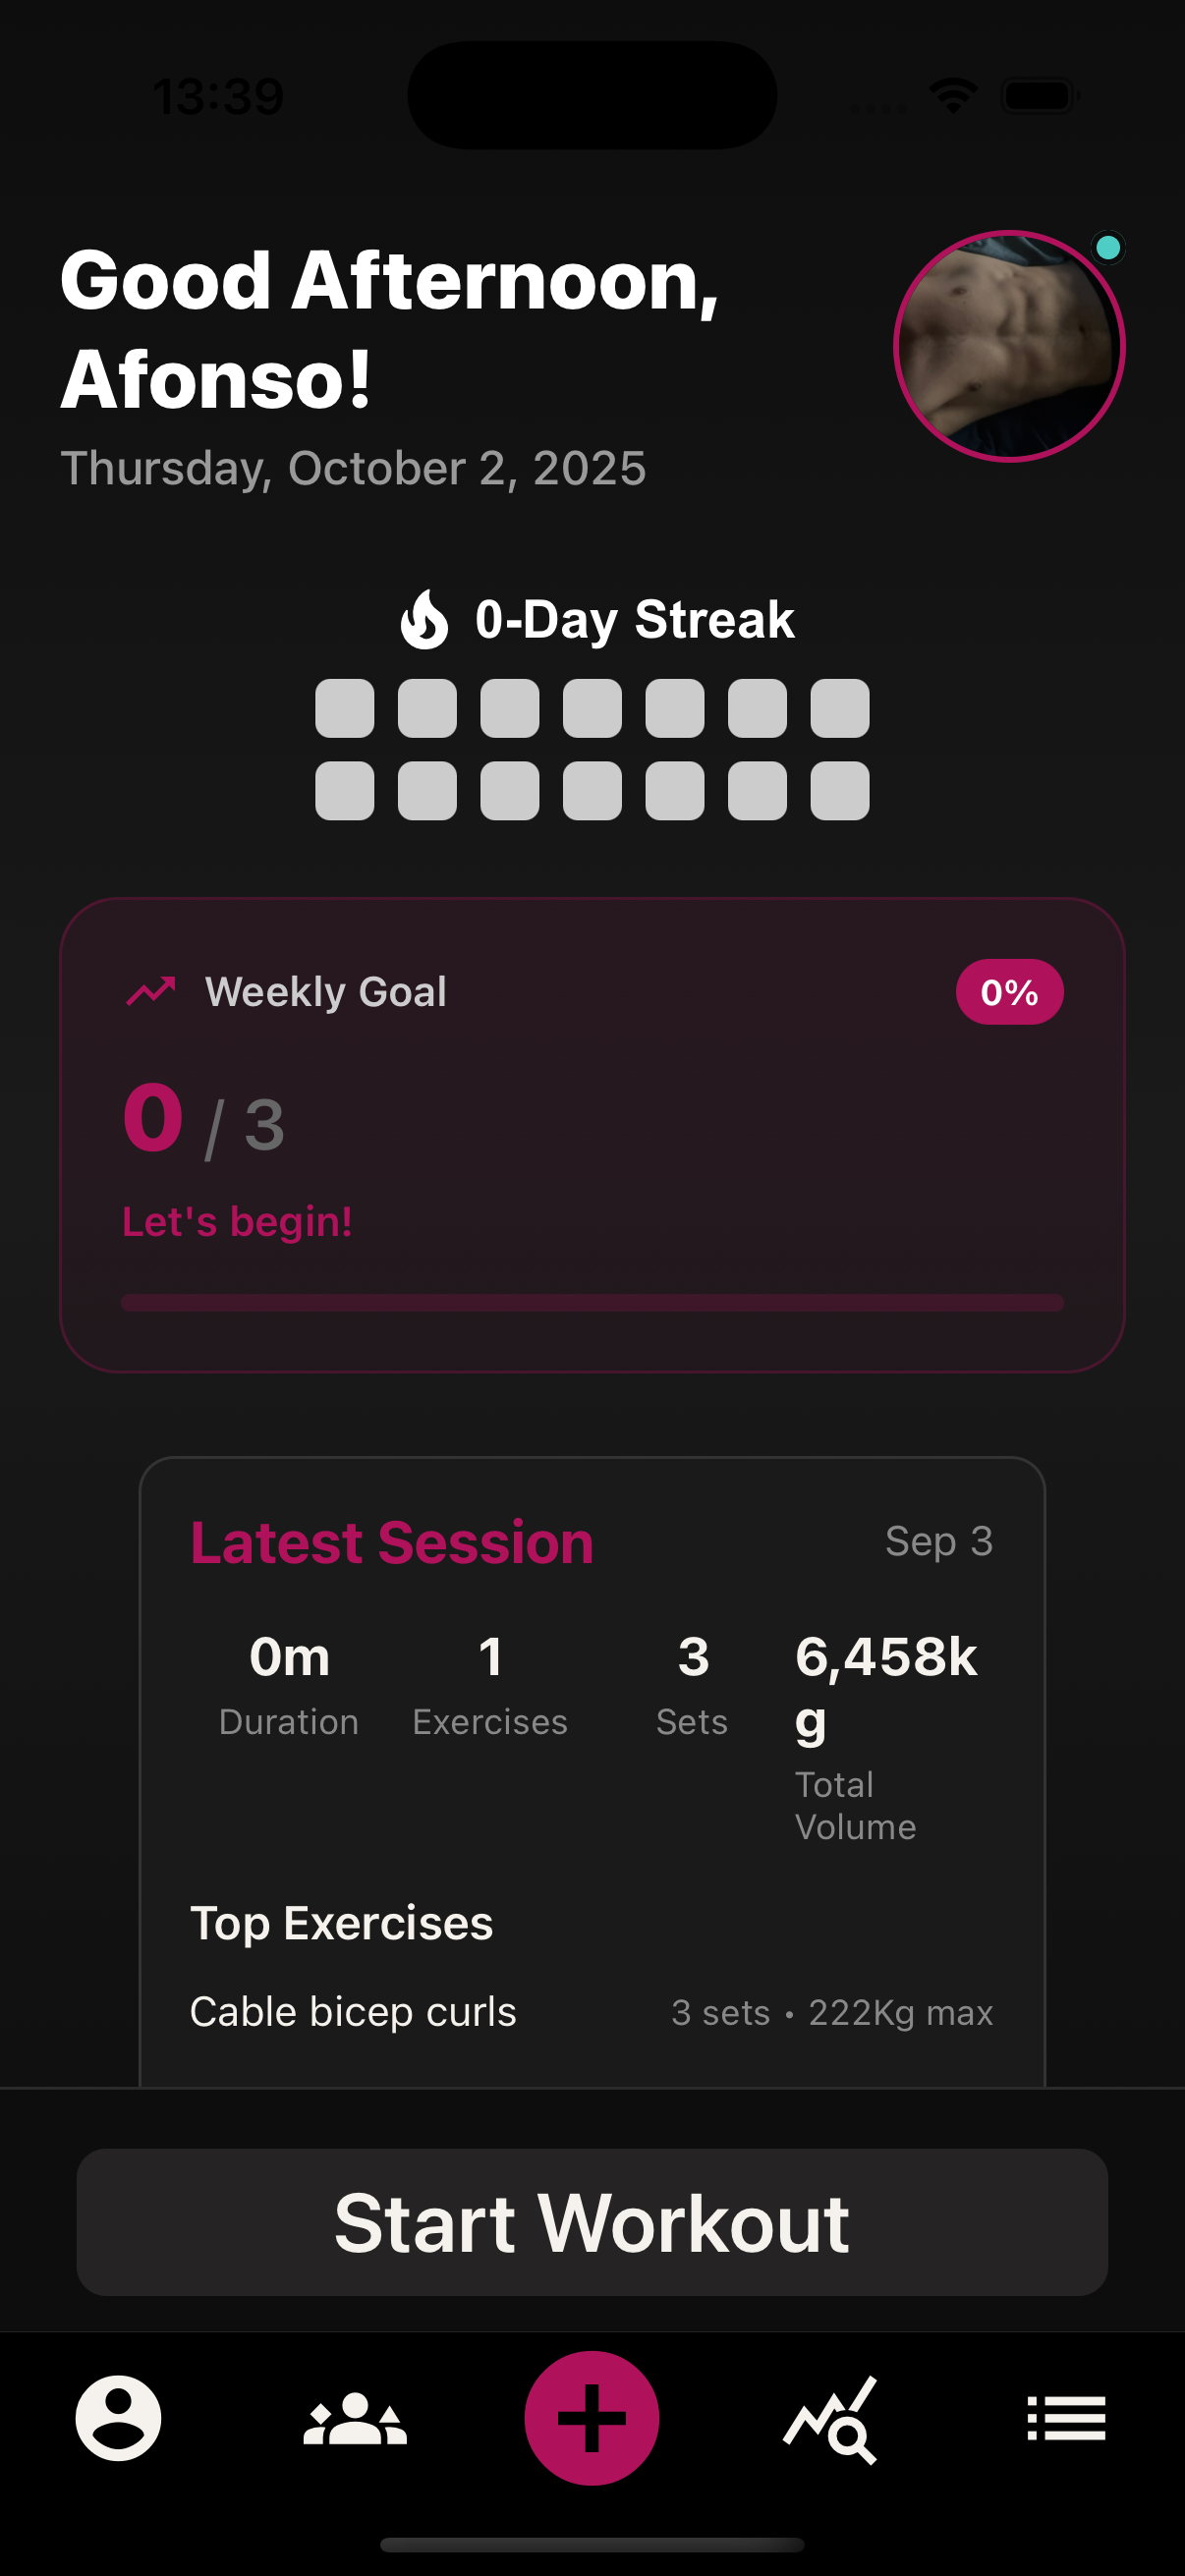 13:39
Good Afternoon,
Afonso!
Thursday, October 2, 2025
0-Day Streak
Weekly Goal
0%
0 / 3
Let's begin!
Latest Session
Sep 3
0m
1
3
6,458k
g
Duration
Exercises
Sets
Total
Volume
Top Exercises
Cable bicep curls
3 sets • 222Kg max
Start Workout